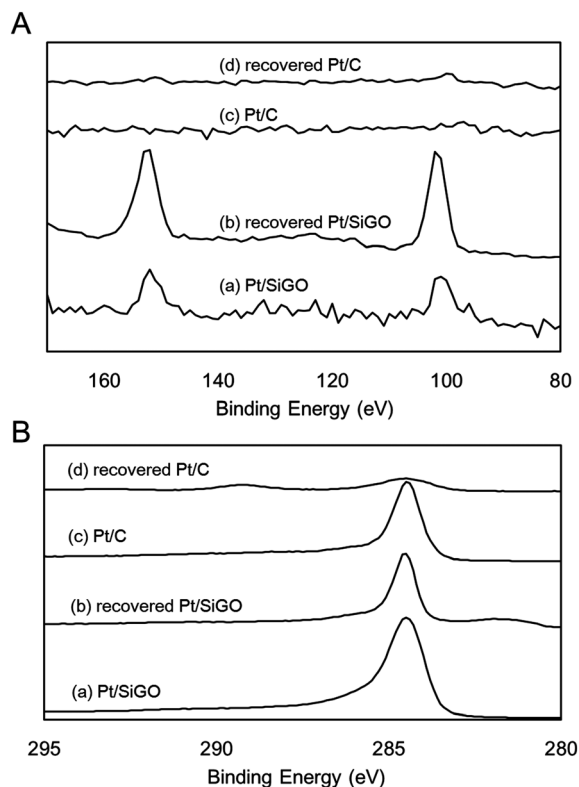 A
(d) recovered Pt/C
(c) Pt/C
(b) recovered Pt/SiGO
(a) Pt/SiGO
160 140 120 100 80
Binding Energy (eV)
B
(d) recovered Pt/C
(c) Pt/C
(b) recovered Pt/SiGO
(a) Pt/SiGO
295 290 285 280
Binding Energy (eV)